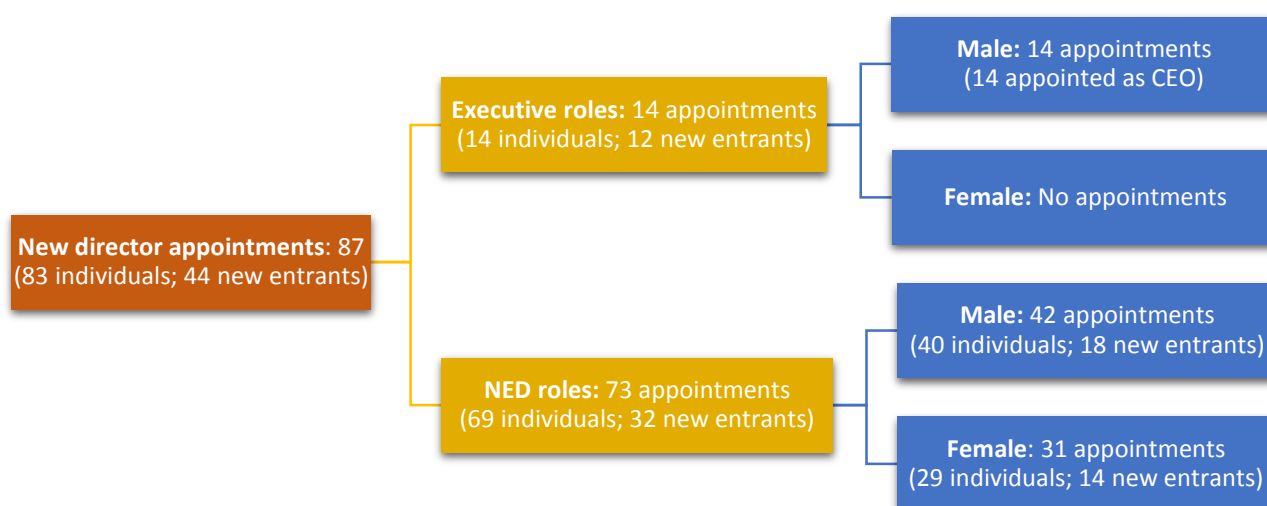 New director appointments: 87
(83 individuals; 44 new entrants)
Executive roles: 14 appointments
(14 individuals; 12 new entrants)
Male: 14 appointments
(14 appointed as CEO)
Female: No appointments
NED roles: 73 appointments
(69 individuals; 32 new entrants)
Male: 42 appointments
(40 individuals; 18 new entrants)
Female: 31 appointments
(29 individuals; 14 new entrants)